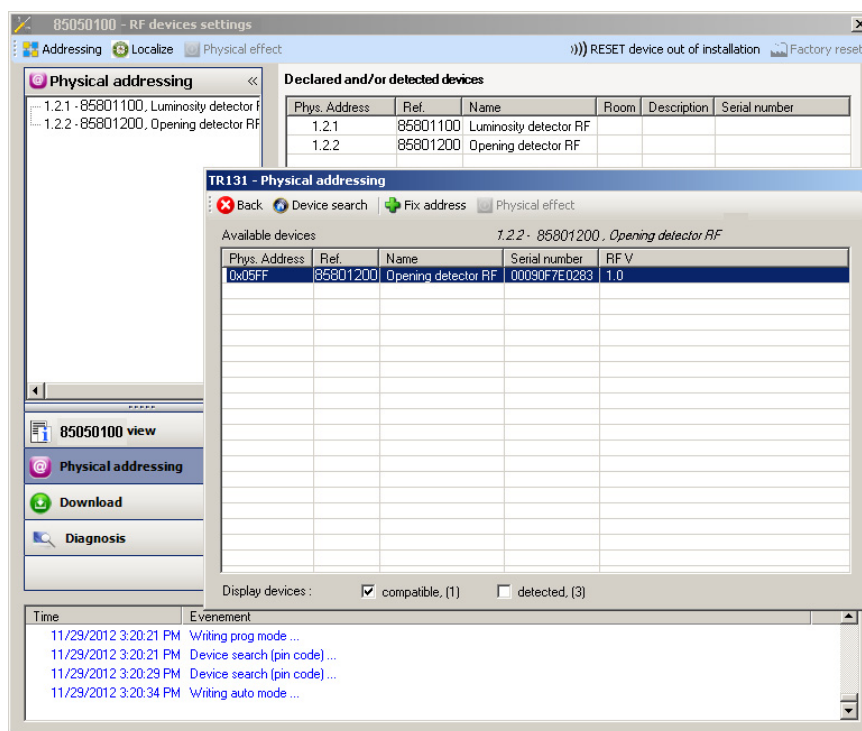 85050100 - RF devices settings
Addressing Localize Physical effect ))) RESET device out of installation Factory reset
Physical addressing «
1.2.1 - 85801100, Luminosity detector F
1.2.2 - 85801200, Opening detector RF
Declared and/or detected devices
Phys. Address Ref. Name Room Description Serial number
1.2.1 85801100 Luminosity detector RF
1.2.2 85801200 Opening detector RF
TR131 - Physical addressing
Back Device search Fix address Physical effect
Available devices 1.2.2 - 85801200 , Opening detector RF
Phys. Address Ref. Name Serial number RF V
0x05FF 85801200 Opening detector RF 00090F7E0283 1.0
Display devices : compatible, (1) detected, (3)
85050100 view
Physical addressing
Download
Diagnosis
Time Evenement
11/29/2012 3:20:21 PM Writing prog mode ...
11/29/2012 3:20:21 PM Device search (pin code) ...
11/29/2012 3:20:29 PM Device search (pin code) ...
11/29/2012 3:20:34 PM Writing auto mode ...